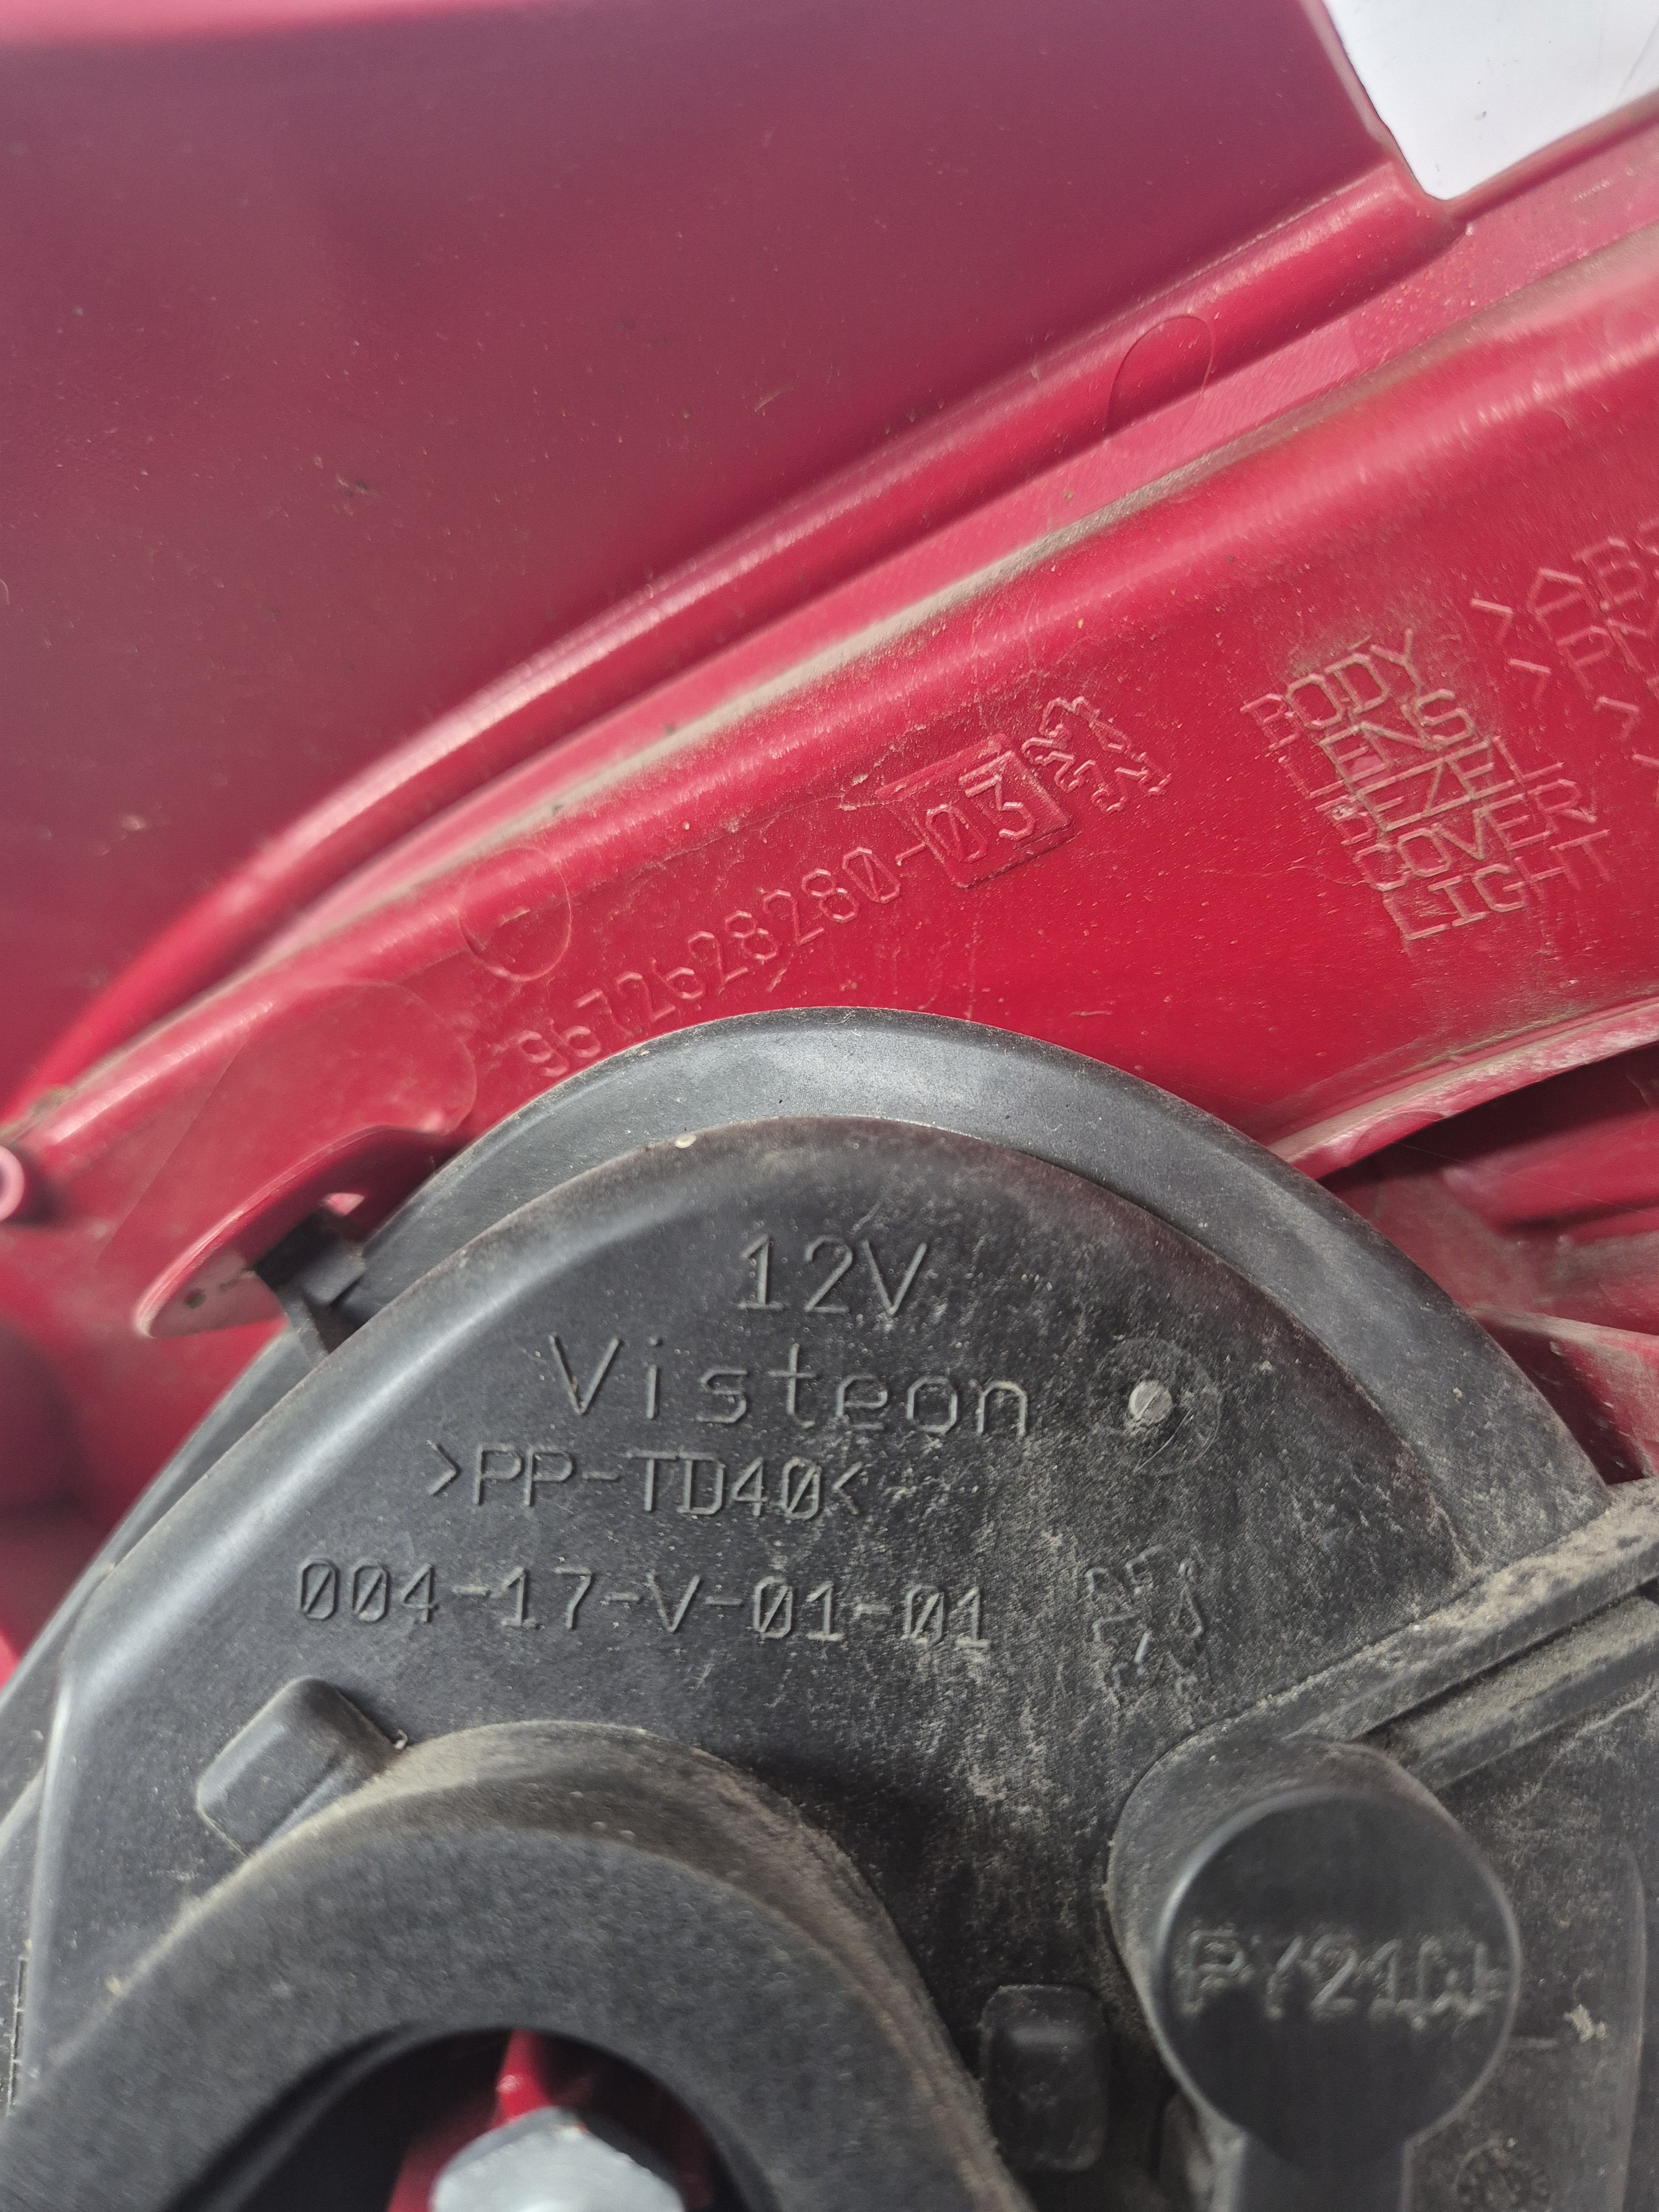 9672628280-03
BODY
LENS
BEZEL
COVER
LIGHT
12V
Visteon
>PP-TD40<
004-17-V-01-01
PY21W